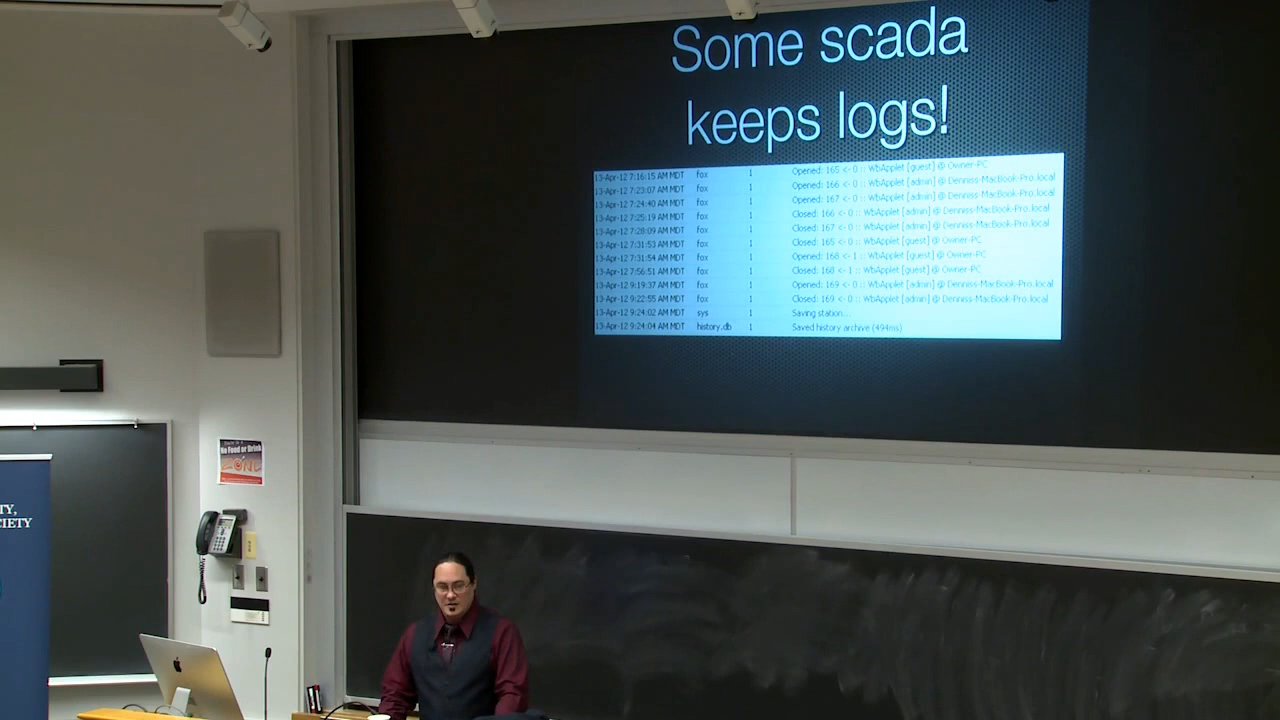 Some scada
keeps logs!
13-Apr-12 7:16:15 AM MDT fox 1 Opened: 165 <- 0 :: WbApplet [guest] @ Owner-PC
13-Apr-12 7:23:07 AM MDT fox 1 Opened: 166 <- 0 :: WbApplet [admin] @ Denniss-MacBook-Pro.local
13-Apr-12 7:24:40 AM MDT fox 1 Opened: 167 <- 0 :: WbApplet [admin] @ Denniss-MacBook-Pro.local
13-Apr-12 7:25:19 AM MDT fox 1 Closed: 166 <- 0 :: WbApplet [admin] @ Denniss-MacBook-Pro.local
13-Apr-12 7:28:09 AM MDT fox 1 Closed: 167 <- 0 :: WbApplet [admin] @ Denniss-MacBook-Pro.local
13-Apr-12 7:31:53 AM MDT fox 1 Closed: 165 <- 0 :: WbApplet [guest] @ Owner-PC
13-Apr-12 7:31:54 AM MDT fox 1 Opened: 168 <- 1 :: WbApplet [guest] @ Owner-PC
13-Apr-12 7:56:51 AM MDT fox 1 Closed: 168 <- 1 :: WbApplet [guest] @ Owner-PC
13-Apr-12 9:19:37 AM MDT fox 1 Opened: 169 <- 0 :: WbApplet [admin] @ Denniss-MacBook-Pro.local
13-Apr-12 9:22:55 AM MDT fox 1 Closed: 169 <- 0 :: WbApplet [admin] @ Denniss-MacBook-Pro.local
13-Apr-12 9:24:02 AM MDT sys 1 Saving station...
13-Apr-12 9:24:04 AM MDT history.db 1 Saved history archive (494ms)
No Food or Drink
ZONE
TY,
CIETY